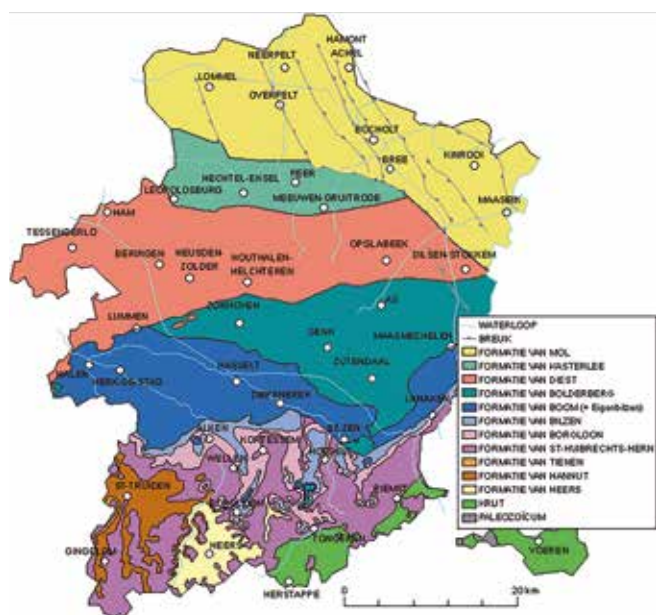 HAMONT
ACHEL
NEERPELT
LOMMEL
OVERPELT
BOCHOLT
BREE
KINROOI
PEER
HECHTEL-EKSEL
LEOPOLDSBURG
MEEUWEN-GRUITRODE
MAASEIK
HAM
TESSENDERLO
BERINGEN
HEUSDEN-
ZOLDER
HOUTHALEN-
HELCHTEREN
OPGLABEEK
DILSEN-STOKKEM
AS
ZONHOVEN
LUMMEN
GENK
MAASMECHELEN
ZUTENDAAL
HALEN
HERK-DE-STAD
HASSELT
DIEPENBEEK
LANAKEN
ALKEN
KORTESSEM
BILZEN
WELLEN
ST-TRUIDEN
RIEMST
GINGELOM
HEERS
TONGEREN
HERSTAPPE
VOEREN
WATERLOOP
BREUK
FORMATIE VAN MOL
FORMATIE VAN KASTERLEE
FORMATIE VAN DIEST
FORMATIE VAN BOLDERBERG
FORMATIE VAN BOOM (+ Eigenbilzen)
FORMATIE VAN BILZEN
FORMATIE VAN BORGLOON
FORMATIE VAN ST-HUIBRECHTS-HERN
FORMATIE VAN TIENEN
FORMATIE VAN HANNUT
FORMATIE VAN HEERS
KRIJT
PALEOZOÏCUM
0 20 km